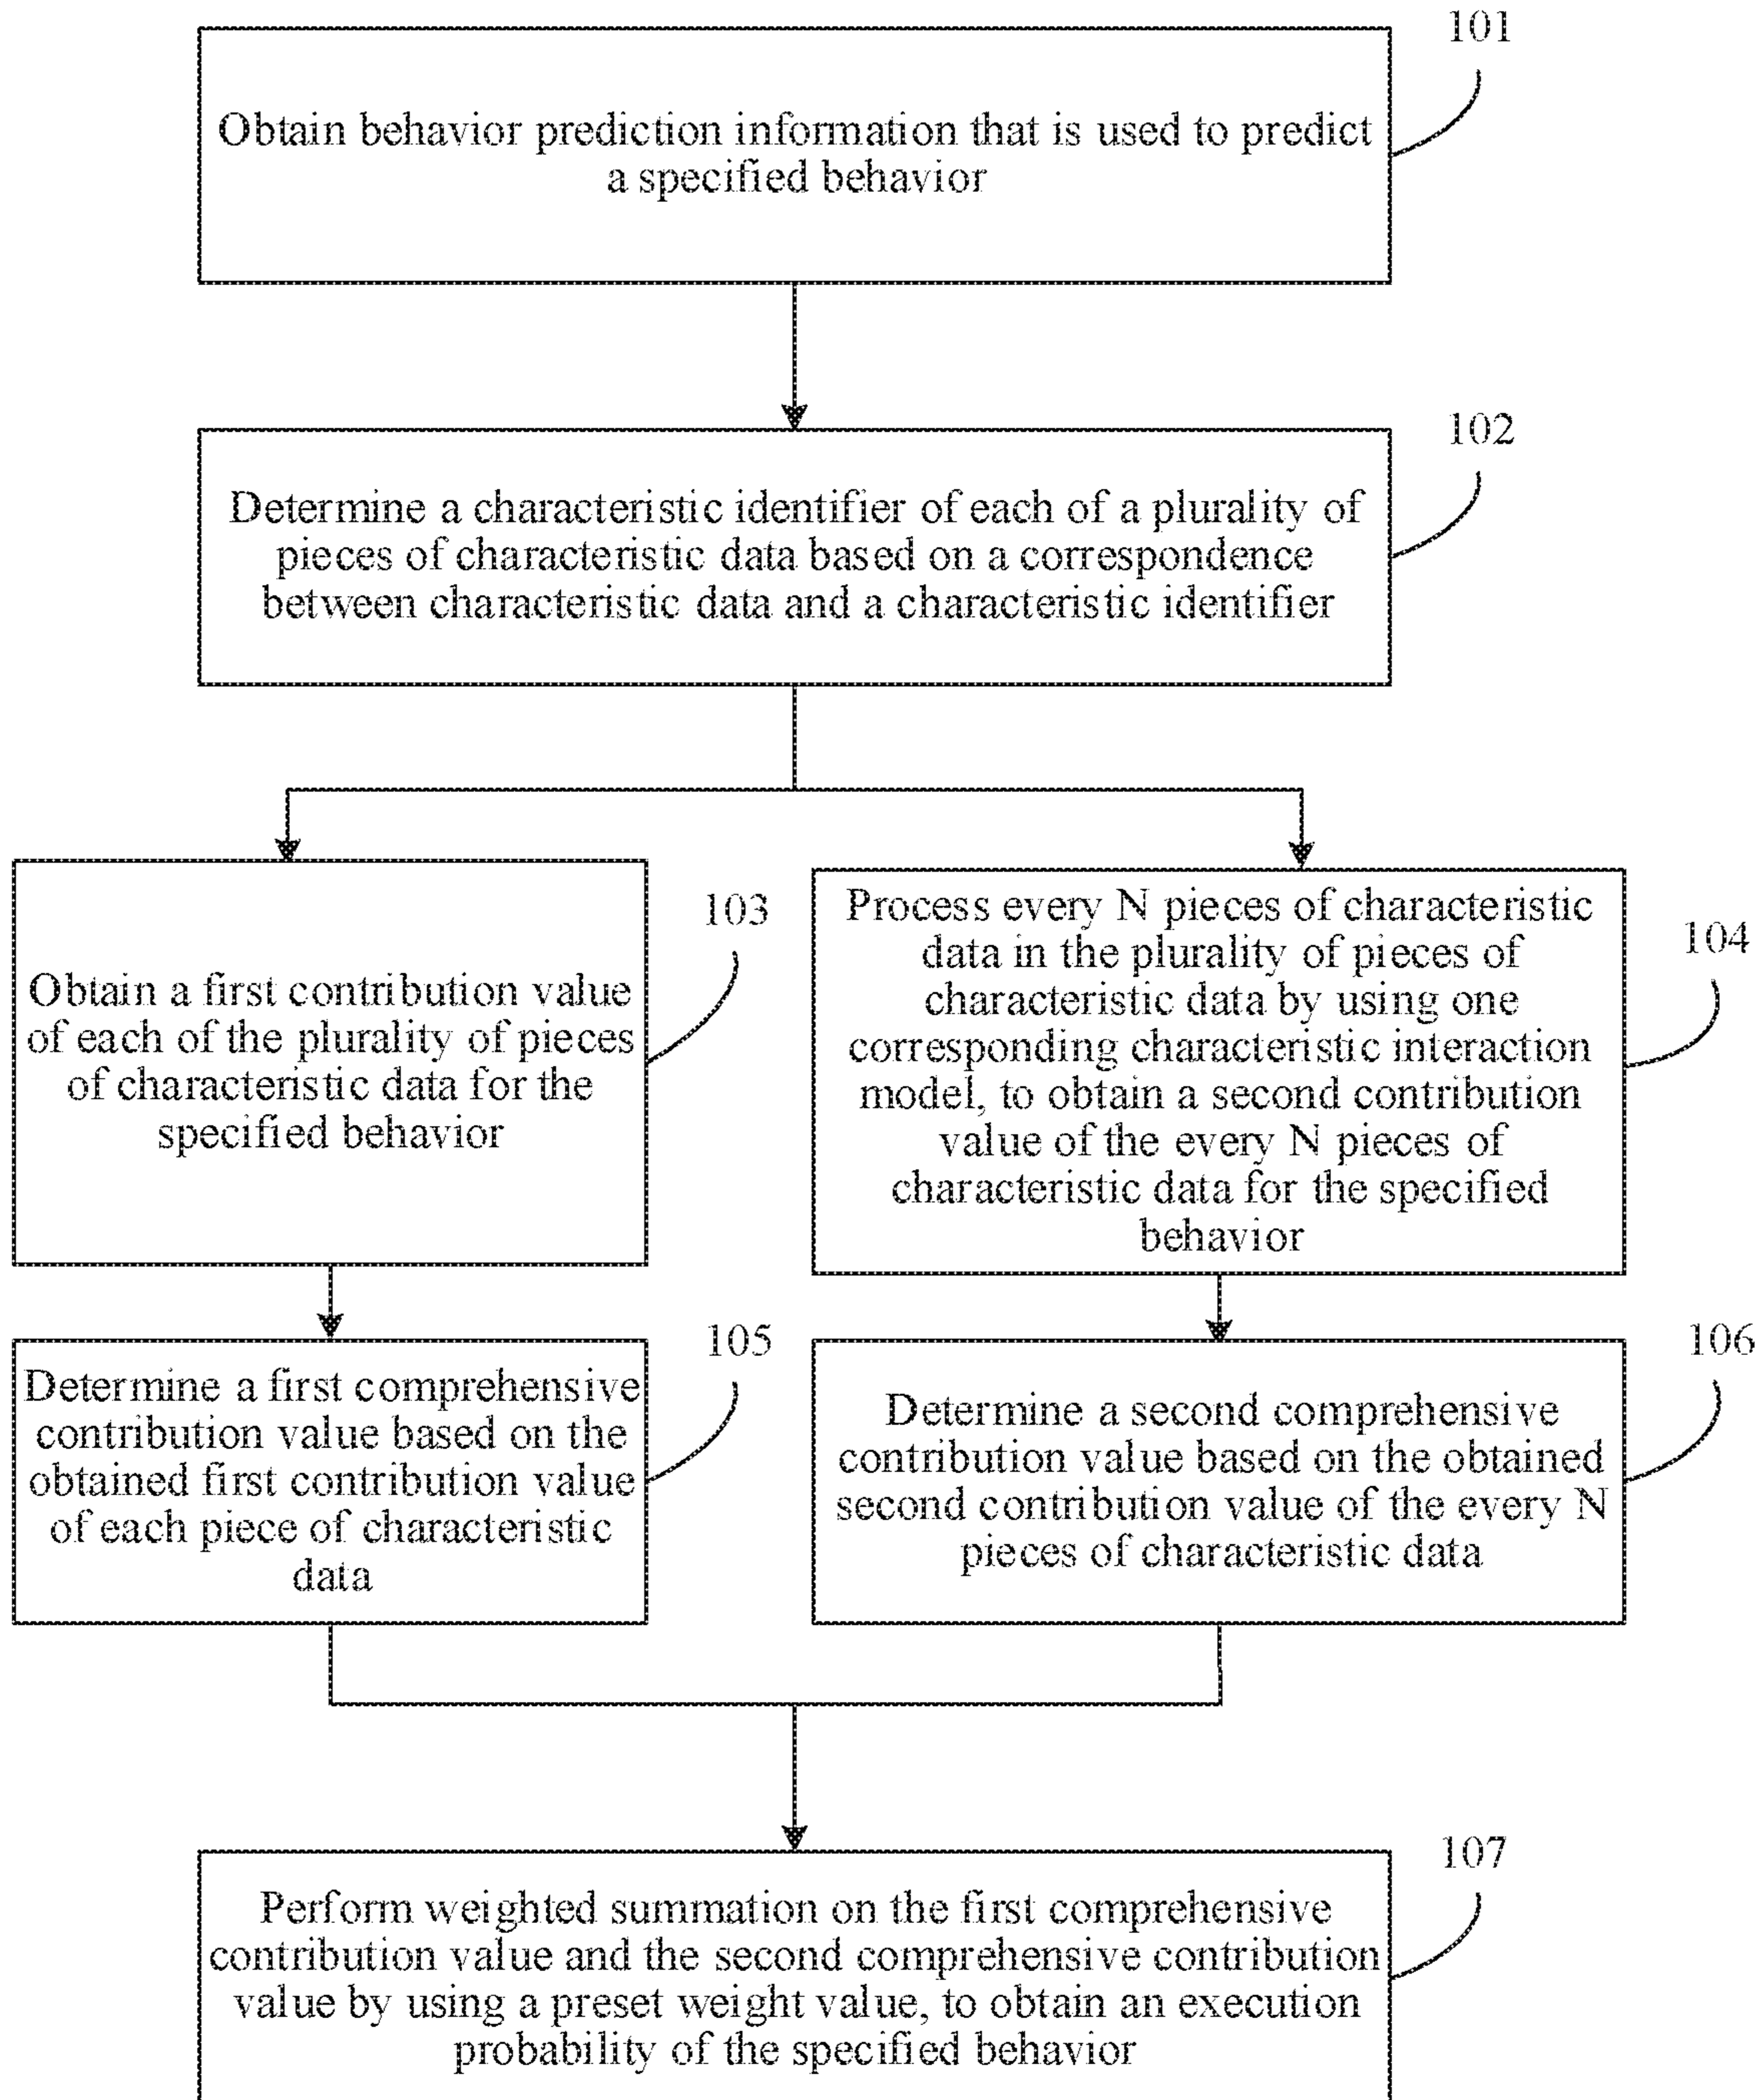 101
Obtain behavior prediction information that is used to predict
a specified behavior
102
Determine a characteristic identifier of each of a plurality of
pieces of characteristic data based on a correspondence
between characteristic data and a characteristic identifier
103
Obtain a first contribution value
of each of the plurality of pieces
of characteristic data for the
specified behavior
104
Process every N pieces of characteristic
data in the plurality of pieces of
characteristic data by using one
corresponding characteristic interaction
model, to obtain a second contribution
value of the every N pieces of
characteristic data for the specified
behavior
105
Determine a first comprehensive
contribution value based on the
obtained first contribution value
of each piece of characteristic
data
106
Determine a second comprehensive
contribution value based on the obtained
second contribution value of the every N
pieces of characteristic data
107
Perform weighted summation on the first comprehensive
contribution value and the second comprehensive contribution
value by using a preset weight value, to obtain an execution
probability of the specified behavior